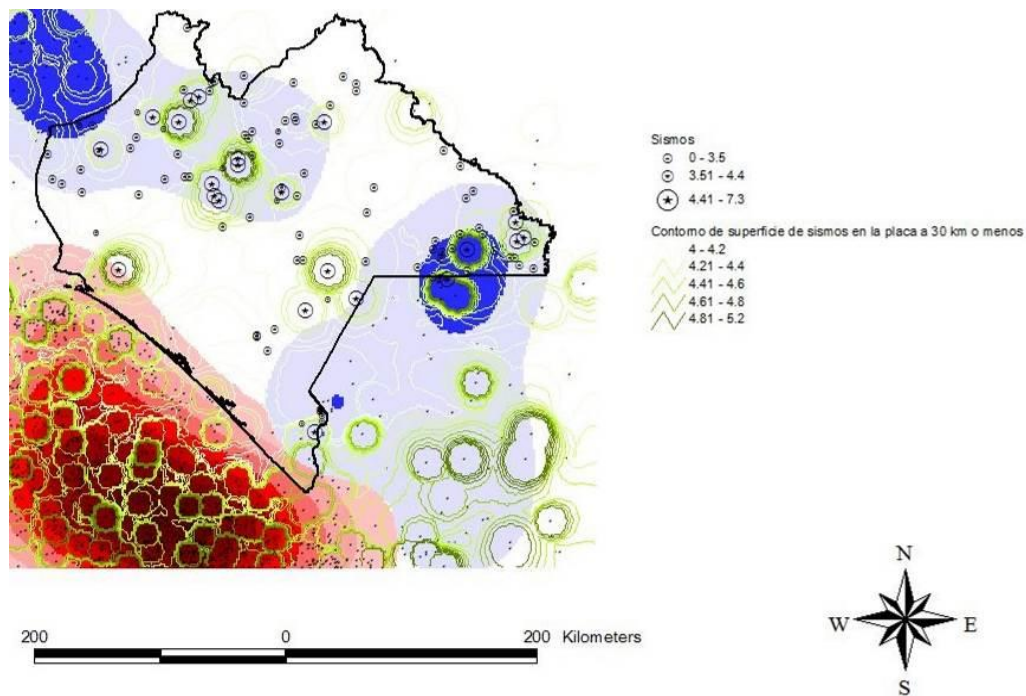 Sismos
0 - 3.5
3.51 - 4.4
4.41 - 7.3
Contorno de superficie de sismos en la placa a 30 km o menos
4 - 4.2
4.21 - 4.4
4.41 - 4.6
4.61 - 4.8
4.81 - 5.2
200 0 200 Kilometers
N
W E
S